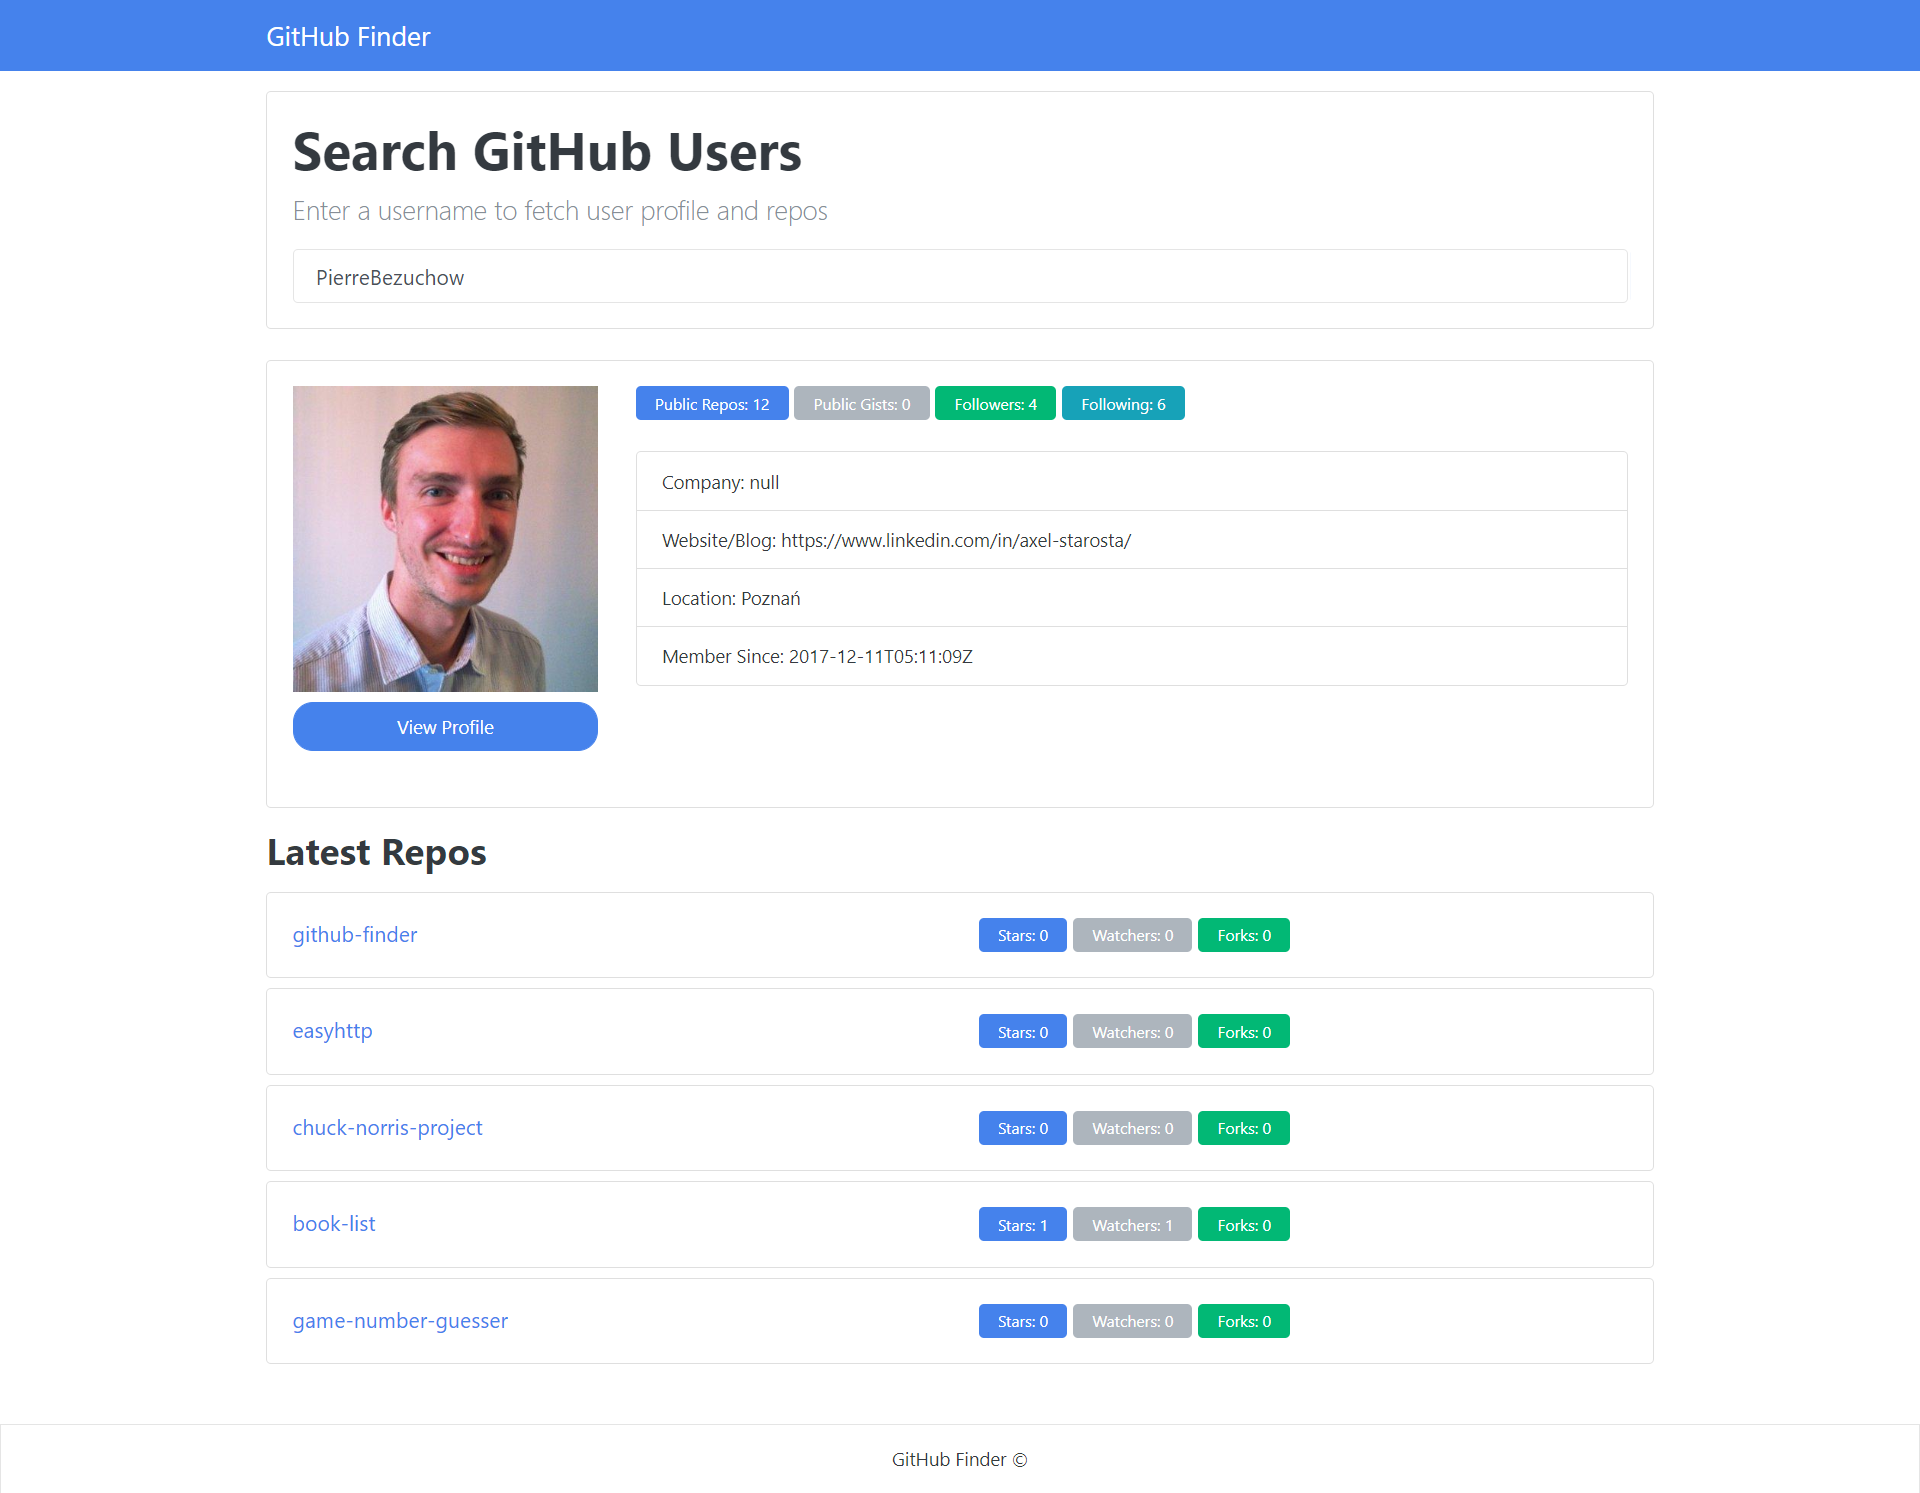 GitHub Finder
Search GitHub Users
Enter a username to fetch user profile and repos
PierreBezuchow
Public Repos: 12 Public Gists: 0 Followers: 4 Following: 6
Company: null
Website/Blog: https://www.linkedin.com/in/axel-starosta/
Location: Poznań
Member Since: 2017-12-11T05:11:09Z
View Profile
Latest Repos
github-finder Stars: 0 Watchers: 0 Forks: 0
easyhttp Stars: 0 Watchers: 0 Forks: 0
chuck-norris-project Stars: 0 Watchers: 0 Forks: 0
book-list Stars: 1 Watchers: 1 Forks: 0
game-number-guesser Stars: 0 Watchers: 0 Forks: 0
GitHub Finder ©